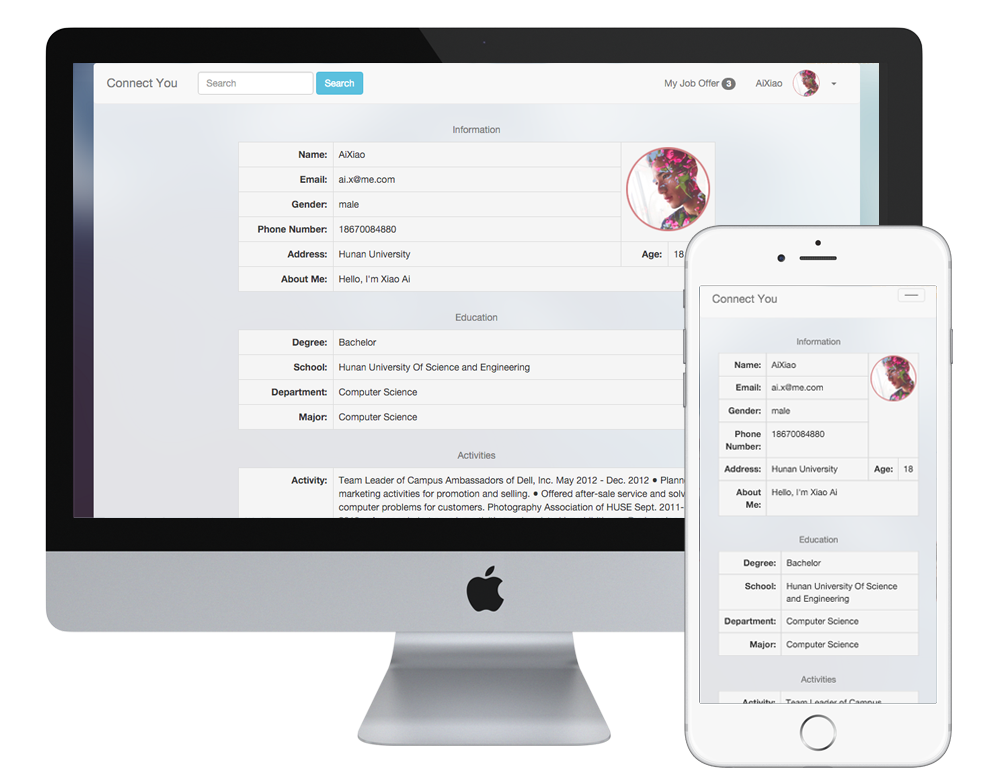 Connect You
Search
Search
My Job Offer 3
AiXiao
Information
Name: AiXiao
Email: ai.x@me.com
Gender: male
Phone Number: 18670084880
Address: Hunan University
Age: 18
About Me: Hello, I'm Xiao Ai
Education
Degree: Bachelor
School: Hunan University Of Science and Engineering
Department: Computer Science
Major: Computer Science
Activities
Activity: Team Leader of Campus Ambassadors of Dell, Inc. May 2012 - Dec. 2012 ● Plann
marketing activities for promotion and selling. ● Offered after-sale service and solv
computer problems for customers. Photography Association of HUSE Sept. 2011-
Connect You
Information
Name: AiXiao
Email: ai.x@me.com
Gender: male
Phone
Number: 18670084880
Address: Hunan University
Age: 18
About
Me: Hello, I'm Xiao Ai
Education
Degree: Bachelor
School: Hunan University Of Science
and Engineering
Department: Computer Science
Major: Computer Science
Activities
Activity: Team Leader of Campus